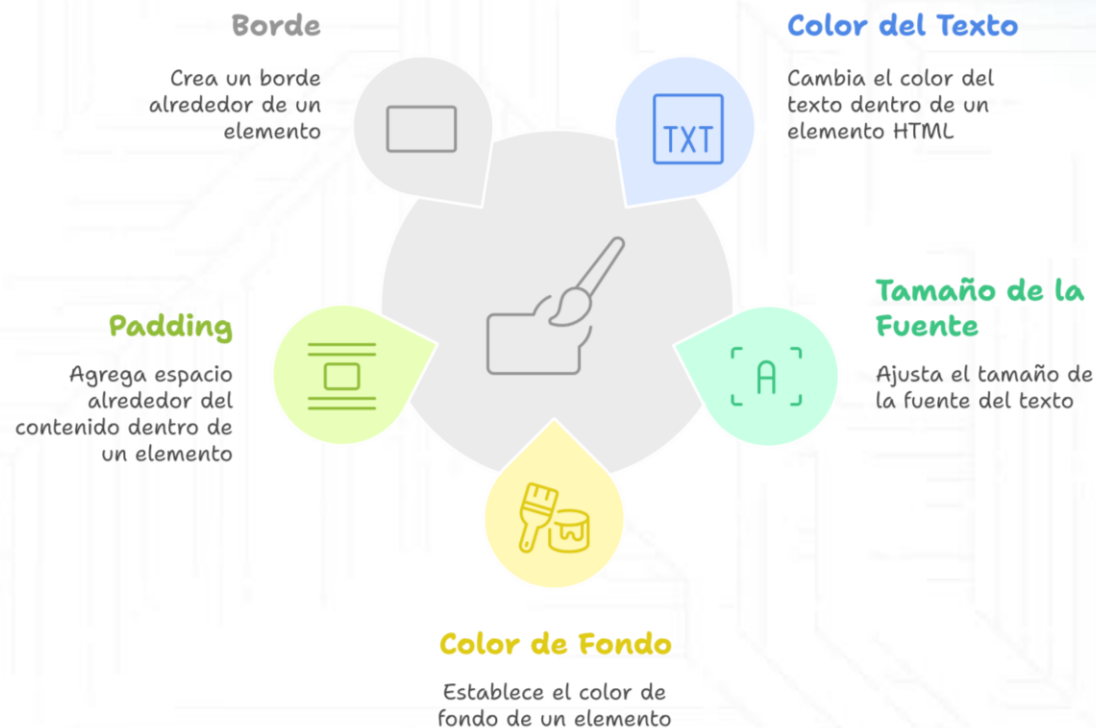 Borde
Crea un borde
alrededor de un
elemento
Color del Texto
Cambia el color del
texto dentro de un
elemento HTML
TXT
Padding
Agrega espacio
alrededor del
contenido dentro de
un elemento
Tamaño de la
Fuente
Ajusta el tamaño de
la fuente del texto
A
Color de Fondo
Establece el color de
fondo de un elemento